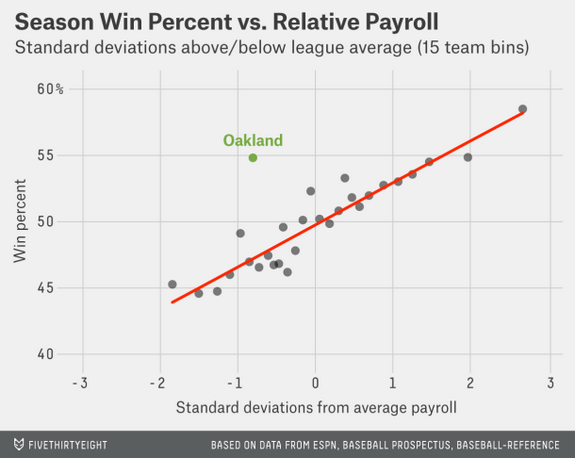 Season Win Percent vs. Relative Payroll
Standard deviations above/below league average (15 team bins)
60%
Oakland
55
Win percent
50
45
40
-3 -2 -1 0 1 2 3
Standard deviations from average payroll
FIVETHIRTYEIGHT BASED ON DATA FROM ESPN, BASEBALL PROSPECTUS, BASEBALL-REFERENCE